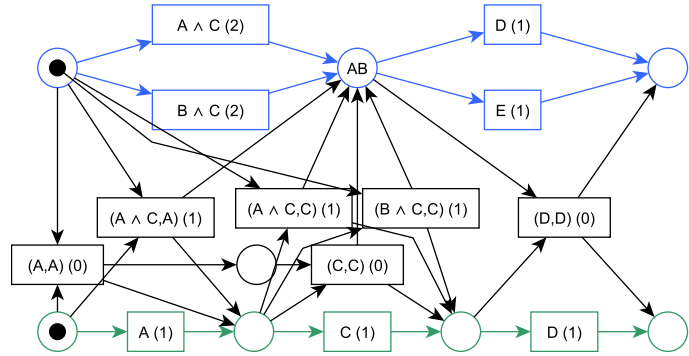 A ∧ C (2)
D (1)
AB
B ∧ C (2)
E (1)
(A ∧ C,A) (1)
(A ∧ C,C) (1)
(B ∧ C,C) (1)
(D,D) (0)
(A,A) (0)
(C,C) (0)
A (1)
C (1)
D (1)